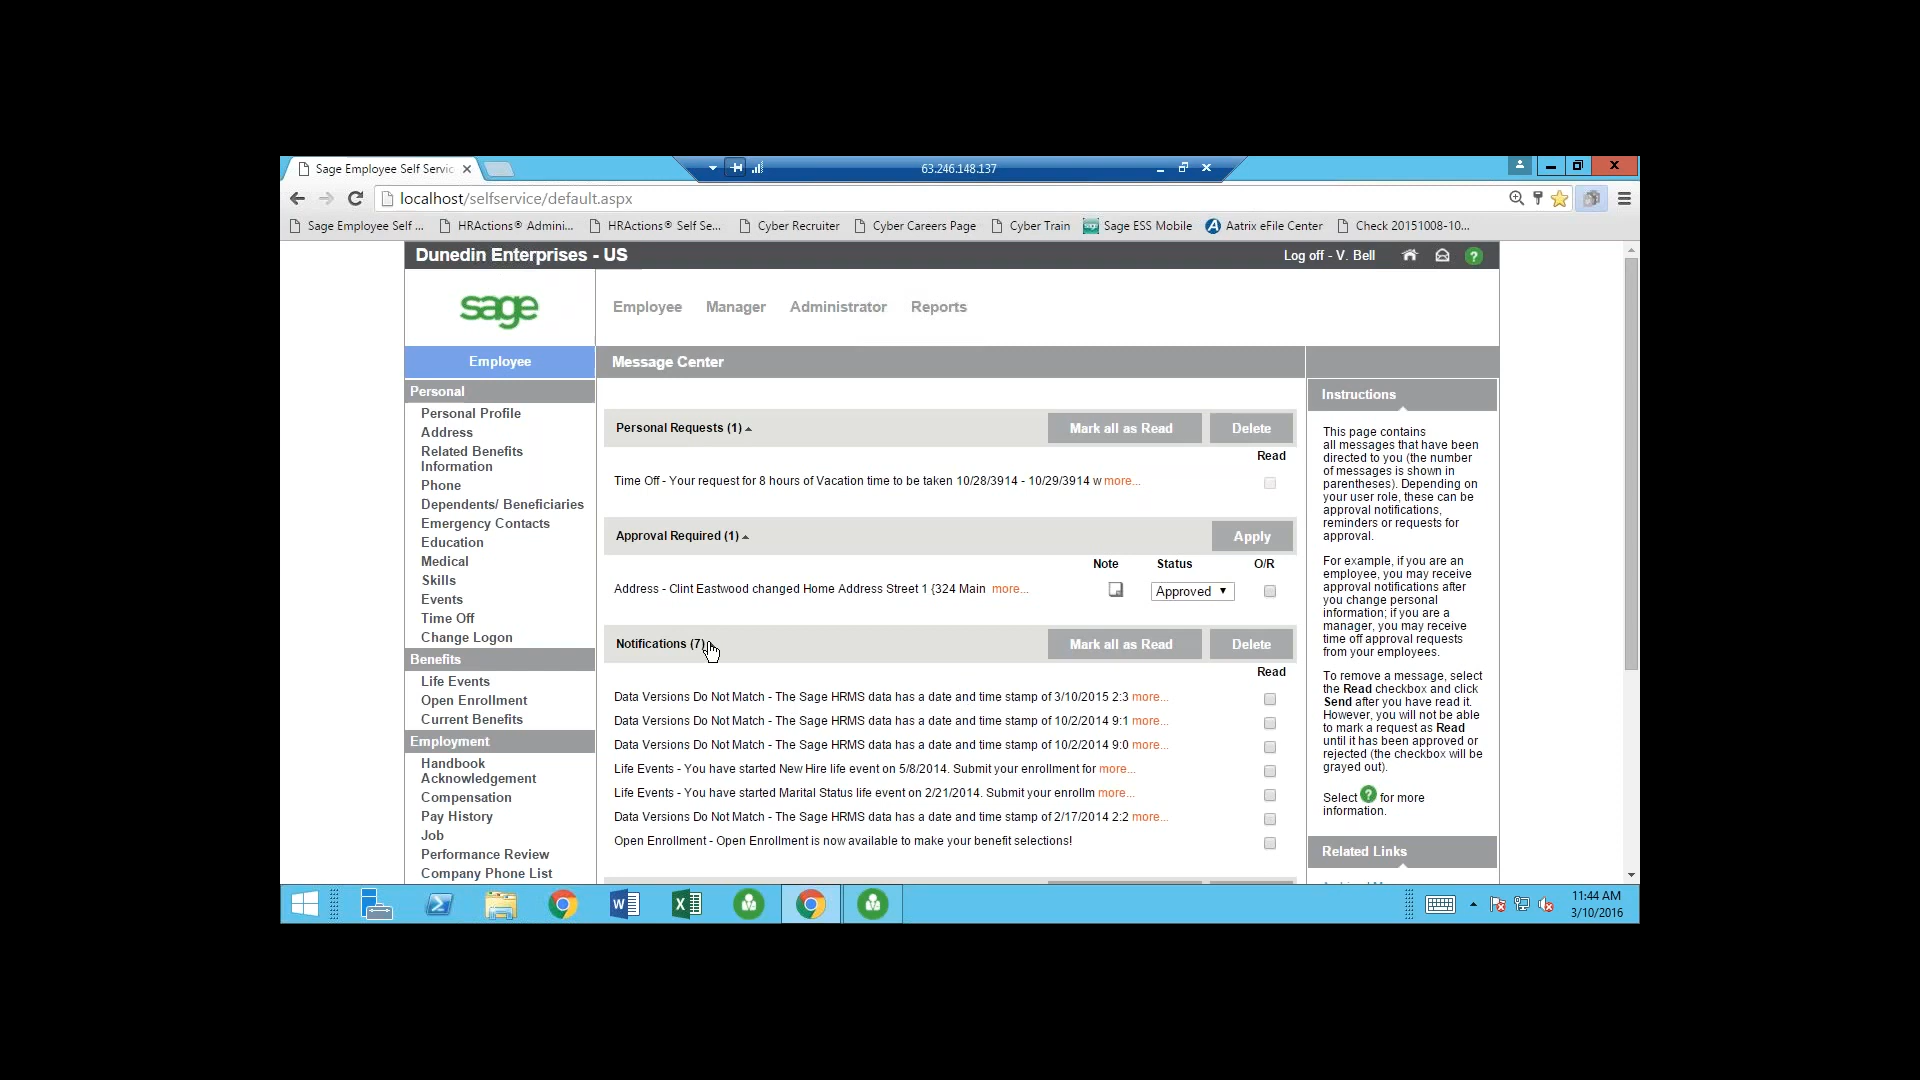 Sage Employee Self Servic
63.246.148.137
localhost/selfservice/default.aspx
Sage Employee Self ...
HRActions® Admini...
HRActions® Self Se...
Cyber Recruiter
Cyber Careers Page
Cyber Train
Sage ESS Mobile
Aatrix eFile Center
Check 20151008-10...
Dunedin Enterprises - US
Log off - V. Bell
?
sage
Employee
Manager
Administrator
Reports
Employee
Personal
Personal Profile
Address
Related Benefits
Information
Phone
Dependents/ Beneficiaries
Emergency Contacts
Education
Medical
Skills
Events
Time Off
Change Logon
Benefits
Life Events
Open Enrollment
Current Benefits
Employment
Handbook
Acknowledgement
Compensation
Pay History
Job
Performance Review
Company Phone List
Message Center
Personal Requests (1)
Mark all as Read
Delete
Read
Time Off - Your request for 8 hours of Vacation time to be taken 10/28/3914 - 10/29/3914 w more...
Approval Required (1)
Apply
Note
Status
O/R
Address - Clint Eastwood changed Home Address Street 1 {324 Main more...
Approved
Notifications (7)
Mark all as Read
Delete
Read
Data Versions Do Not Match - The Sage HRMS data has a date and time stamp of 3/10/2015 2:3 more...
Data Versions Do Not Match - The Sage HRMS data has a date and time stamp of 10/2/2014 9:1 more...
Data Versions Do Not Match - The Sage HRMS data has a date and time stamp of 10/2/2014 9:0 more...
Life Events - You have started New Hire life event on 5/8/2014. Submit your enrollment for more...
Life Events - You have started Marital Status life event on 2/21/2014. Submit your enrollm more...
Data Versions Do Not Match - The Sage HRMS data has a date and time stamp of 2/17/2014 2:2 more...
Open Enrollment - Open Enrollment is now available to make your benefit selections!
Instructions
This page contains
all messages that have been
directed to you (the number
of messages is shown in
parentheses). Depending on
your user role, these can be
approval notifications,
reminders or requests for
approval.
For example, if you are an
employee, you may receive
approval notifications after
you change personal
information; if you are a
manager, you may receive
time off approval requests
from your employees.
To remove a message, select
the Read checkbox and click
Send after you have read it.
However, you will not be able
to mark a request as Read
until it has been approved or
rejected (the checkbox will be
grayed out).
Select ? for more
information.
Related Links
11:44 AM
3/10/2016